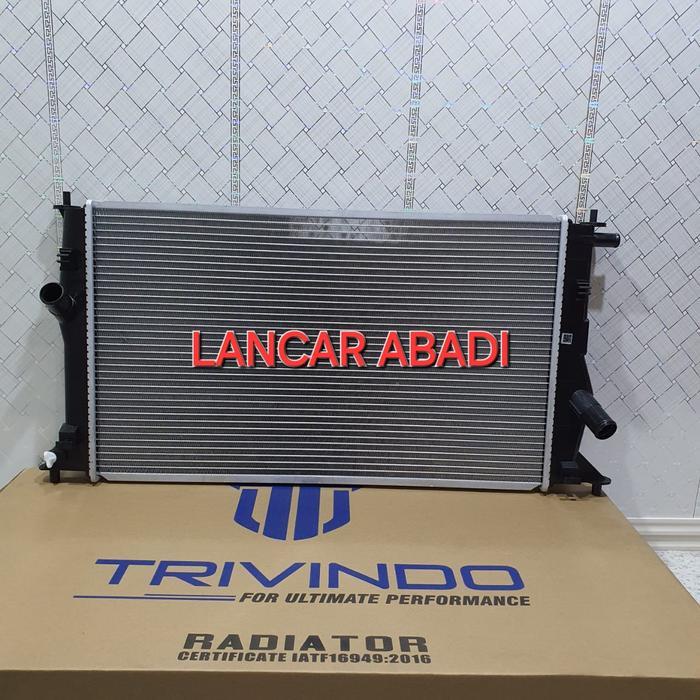 LANCAR ABADI
TRIVINDO
FOR ULTIMATE PERFORMANCE
RADIATOR
CERTIFICATE IATF16949:2016